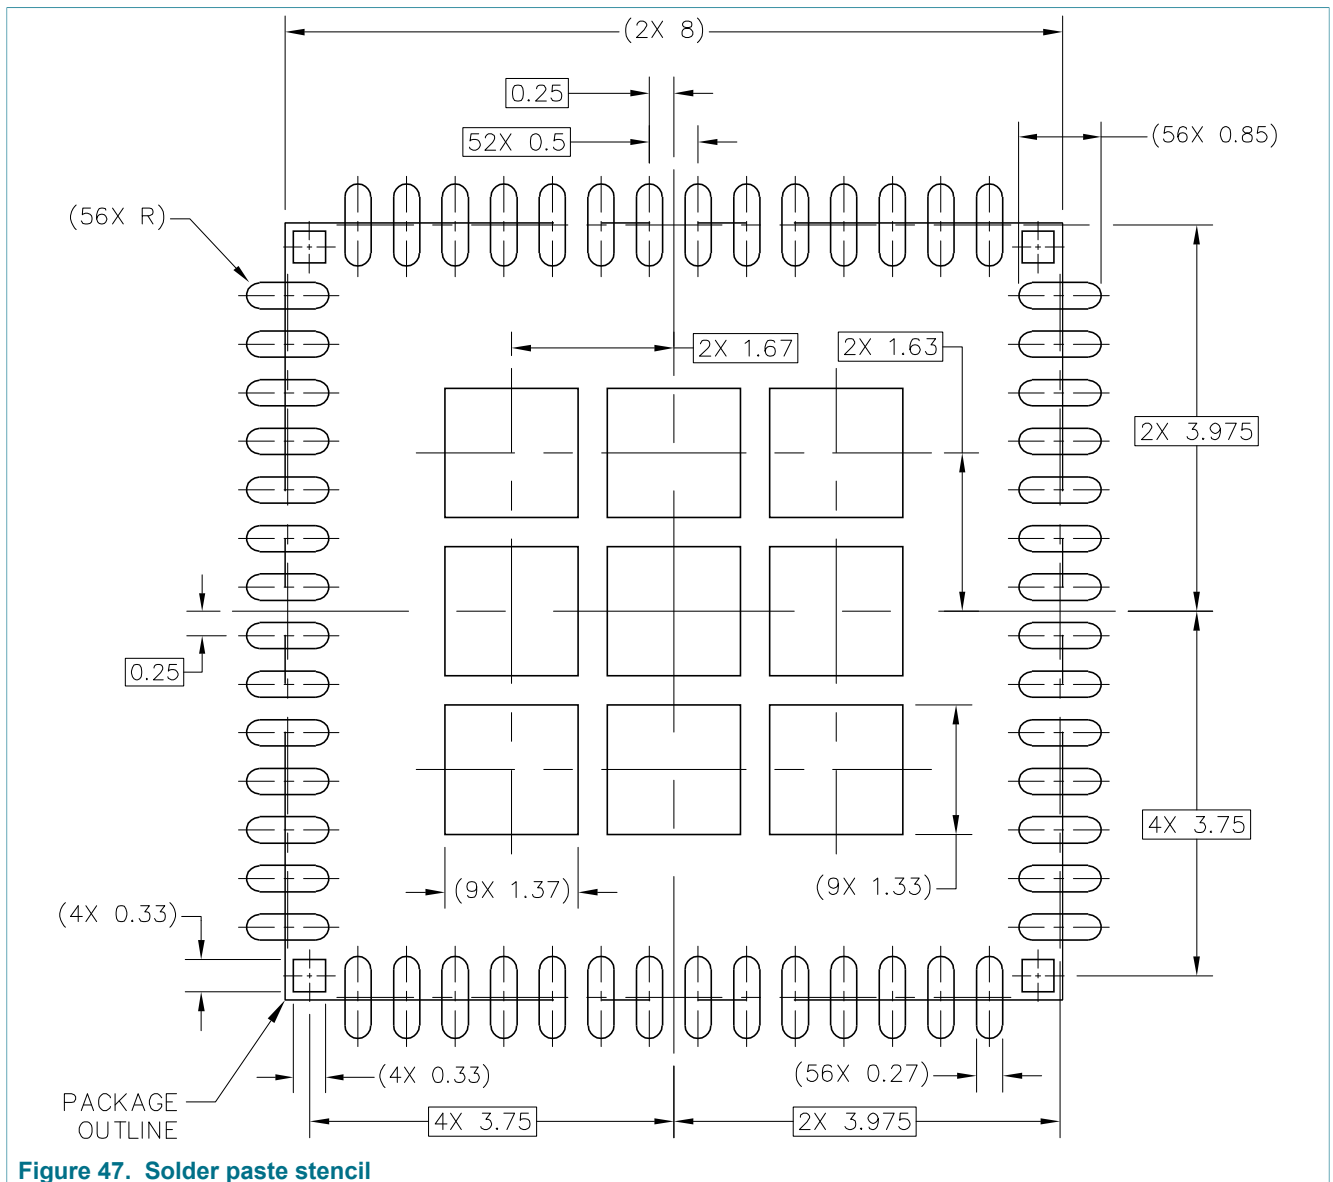 (2X 8)
0.25
52X 0.5
(56X 0.85)
(56X R)
2X 1.67
2X 1.63
2X 3.975
0.25
4X 3.75
(9X 1.37)
(9X 1.33)
(4X 0.33)
(4X 0.33)
(56X 0.27)
PACKAGE
OUTLINE
4X 3.75
2X 3.975
Figure 47. Solder paste stencil